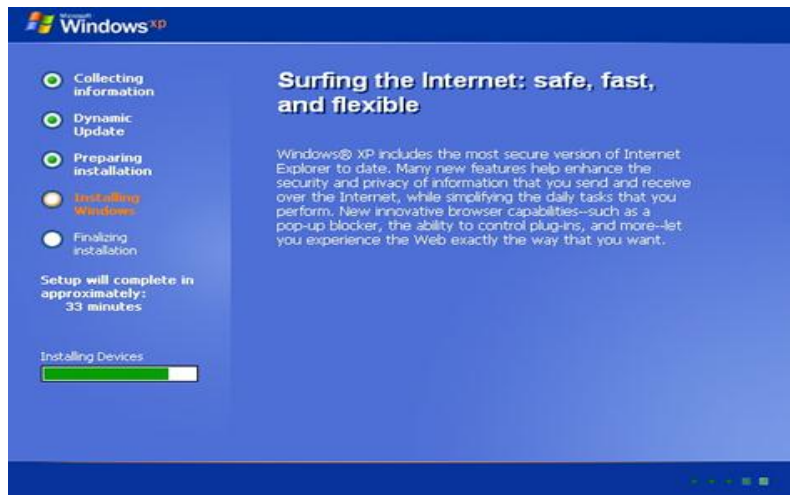 Microsoft
Windows xp
Collecting
information
Dynamic
Update
Preparing
installation
Installing
Windows
Finalizing
installation
Setup will complete in
approximately:
33 minutes
Installing Devices
Surfing the Internet: safe, fast,
and flexible
Windows® XP includes the most secure version of Internet
Explorer to date. Many new features help enhance the
security and privacy of information that you send and receive
over the Internet, while simplifying the daily tasks that you
perform. New innovative browser capabilities--such as a
pop-up blocker, the ability to control plug-ins, and more--let
you experience the Web exactly the way that you want.